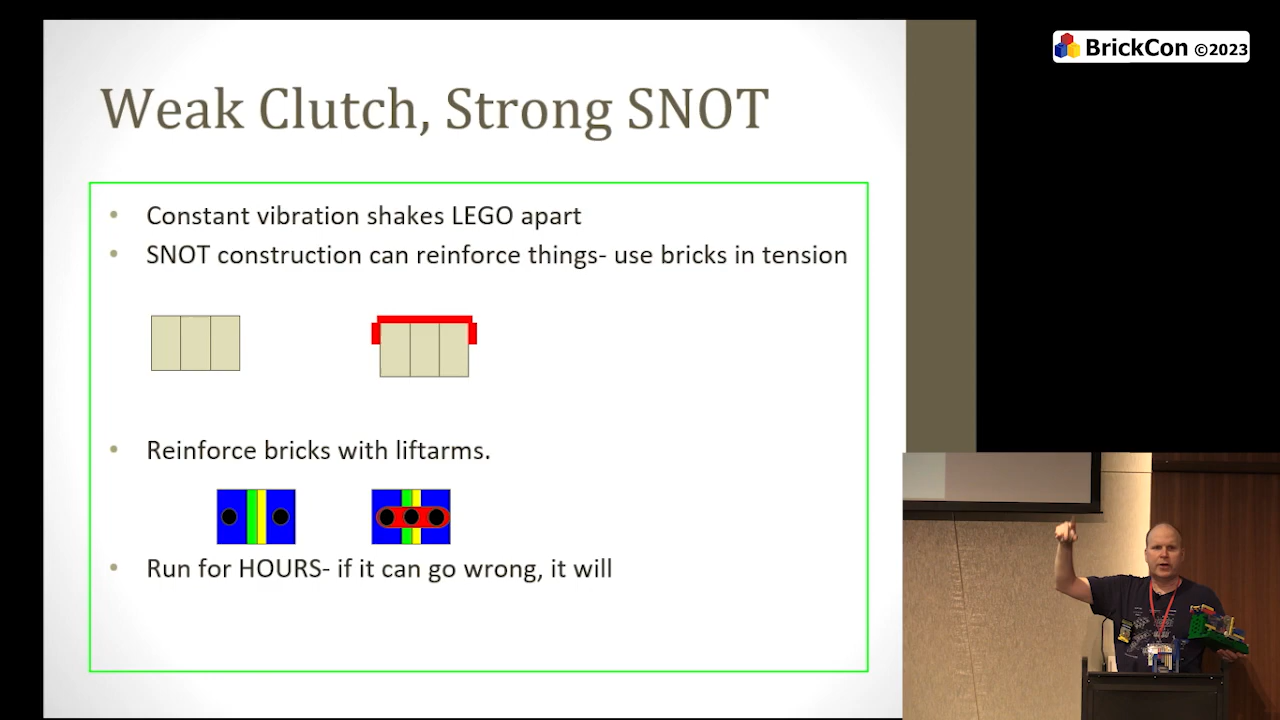 BrickCon ©2023
Weak Clutch, Strong SNOT
• Constant vibration shakes LEGO apart
• SNOT construction can reinforce things- use bricks in tension
• Reinforce bricks with liftarms.
• Run for HOURS- if it can go wrong, it will